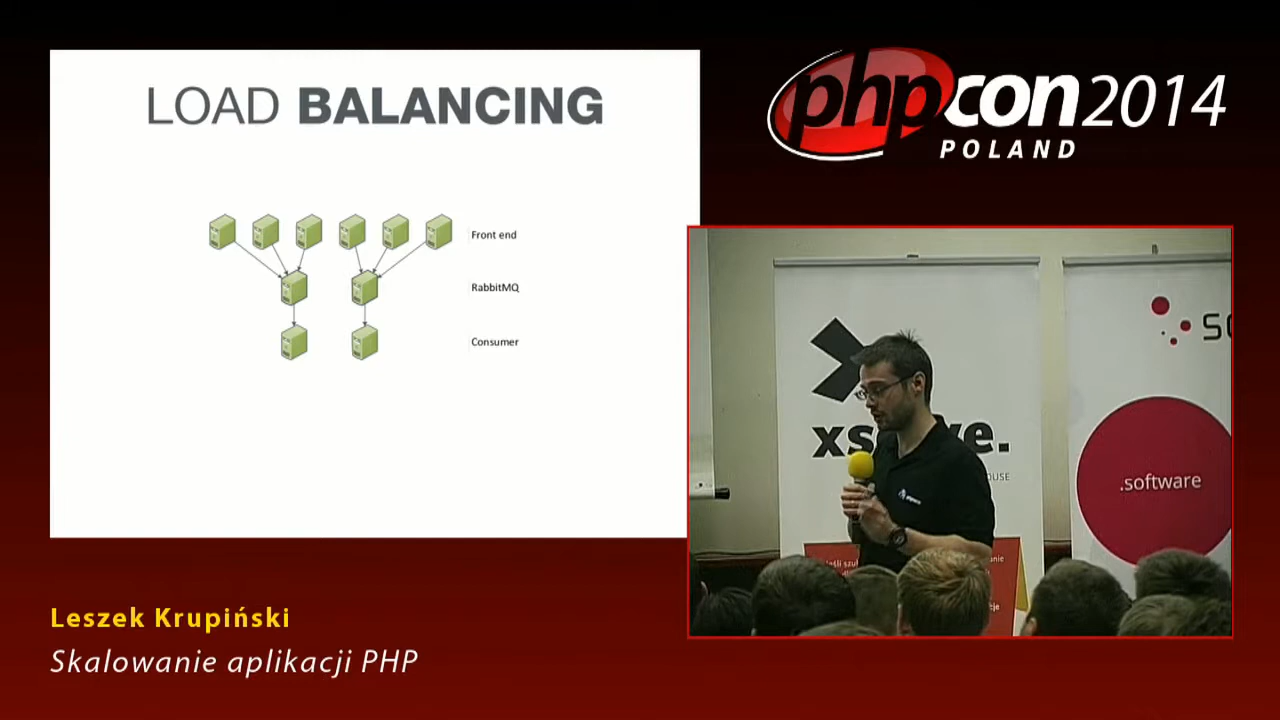 LOAD BALANCING
Front end
RabbitMQ
Consumer
phpcon2014
POLAND
.software
Leszek Krupiński
Skalowanie aplikacji PHP